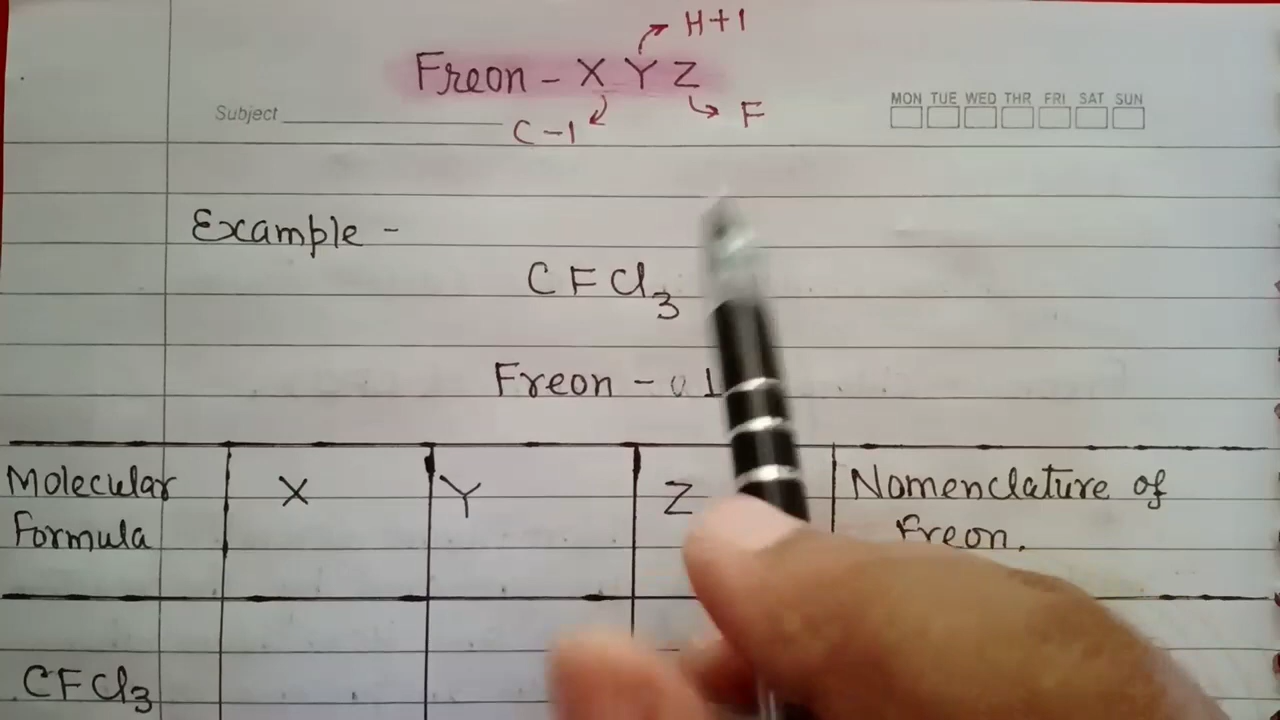 H+1
Freon - X Y Z
C-1
F
Subject
MON TUE WED THR FRI SAT SUN
Example -
CFCl3
Freon - 01
Molecular Formula
X
Y
Z
Nomenclature of Freon.
CFCl3